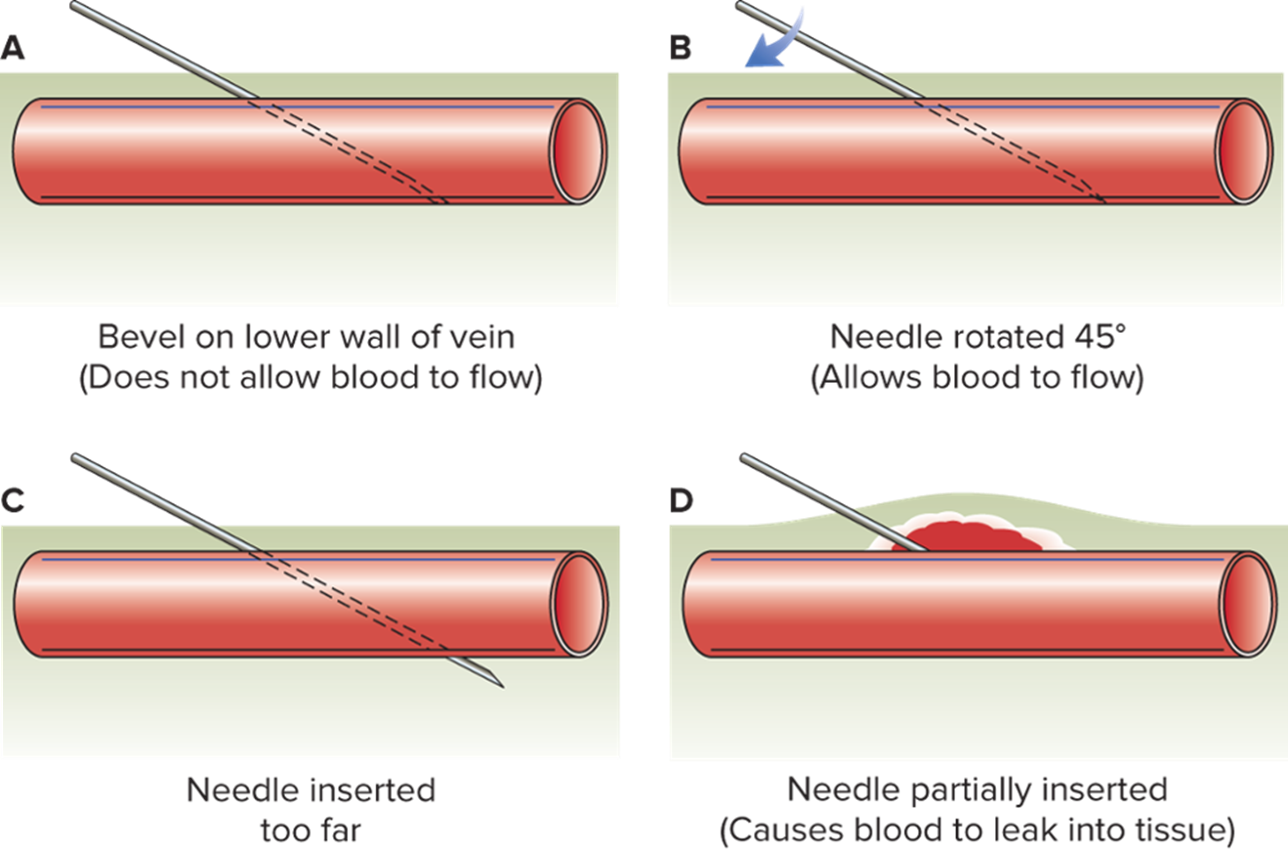 A
Bevel on lower wall of vein
(Does not allow blood to flow)
B
Needle rotated 45°
(Allows blood to flow)
C
Needle inserted
too far
D
Needle partially inserted
(Causes blood to leak into tissue)